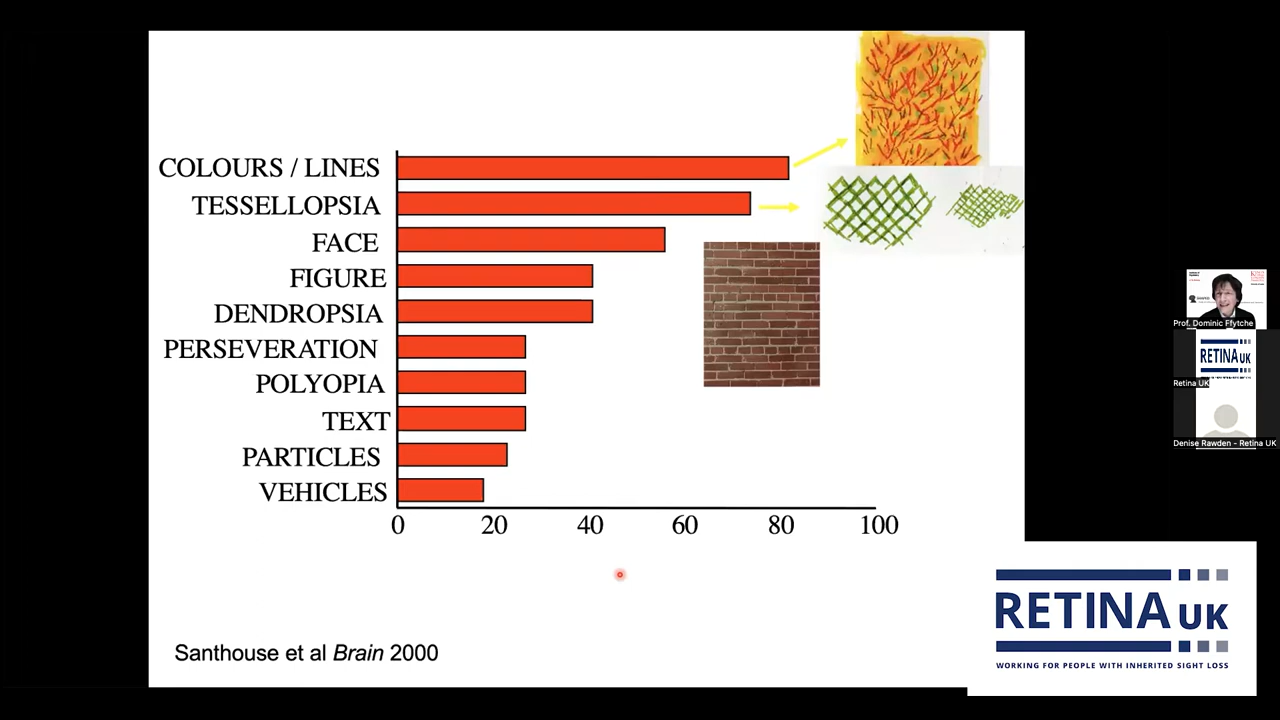 COLOURS / LINES
TESSELLOPSIA
FACE
FIGURE
DENDROPSIA
PERSEVERATION
POLYOPIA
TEXT
PARTICLES
VEHICLES
0 20 40 60 80 100
Santhouse et al Brain 2000
Prof. Dominic Ffytche
RETINA UK
Retina UK
Denise Rawden - Retina UK
RETINA UK
WORKING FOR PEOPLE WITH INHERITED SIGHT LOSS